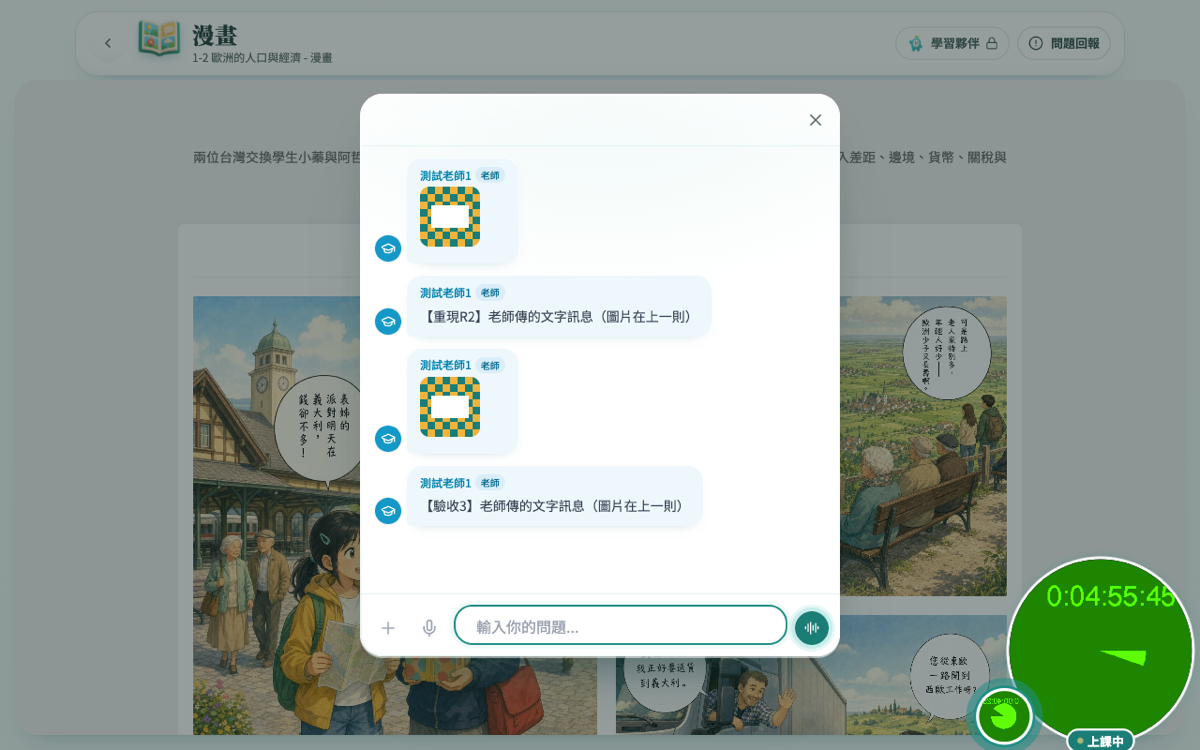 漫畫
1-2 歐洲的人口與經濟 - 漫畫
學習夥伴
問題回報
兩位台灣交換學生小蓁與阿哲
入差距、邊境、貨幣、關稅與
測試老師1 老師
測試老師1 老師
【重現R2】老師傳的文字訊息（圖片在上一則）
測試老師1 老師
測試老師1 老師
【驗收3】老師傳的文字訊息（圖片在上一則）
輸入你的問題...
表姊的
派對明天在
義大利，
錢卻不多！
可是路上
老人家特別多，
年輕人好少——
歐洲少子又長壽啊。
我正好要送貨
到義大利。
您從東歐
一路開到
西歐工作嗎？
0:04:55:45
上課中